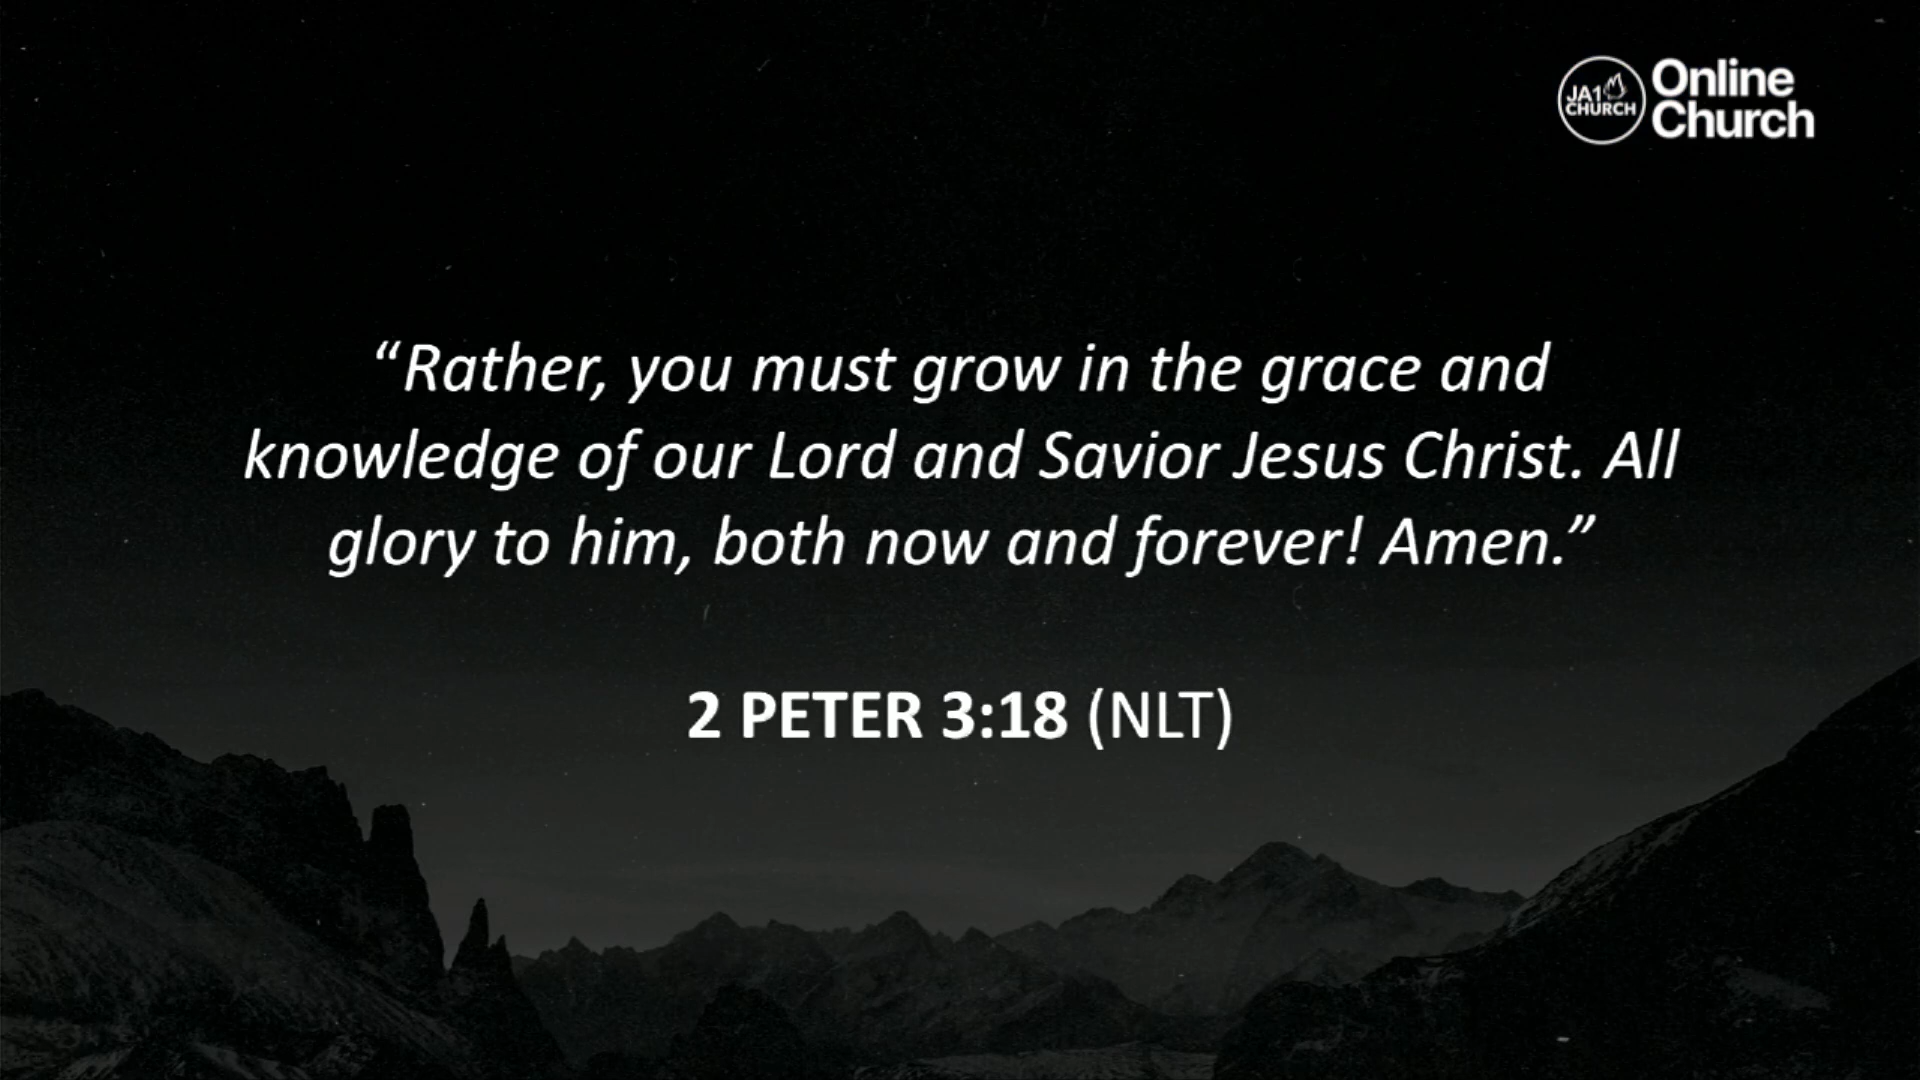 JA1
CHURCH
Online
Church
“Rather, you must grow in the grace and
knowledge of our Lord and Savior Jesus Christ. All
glory to him, both now and forever! Amen.”
2 PETER 3:18 (NLT)